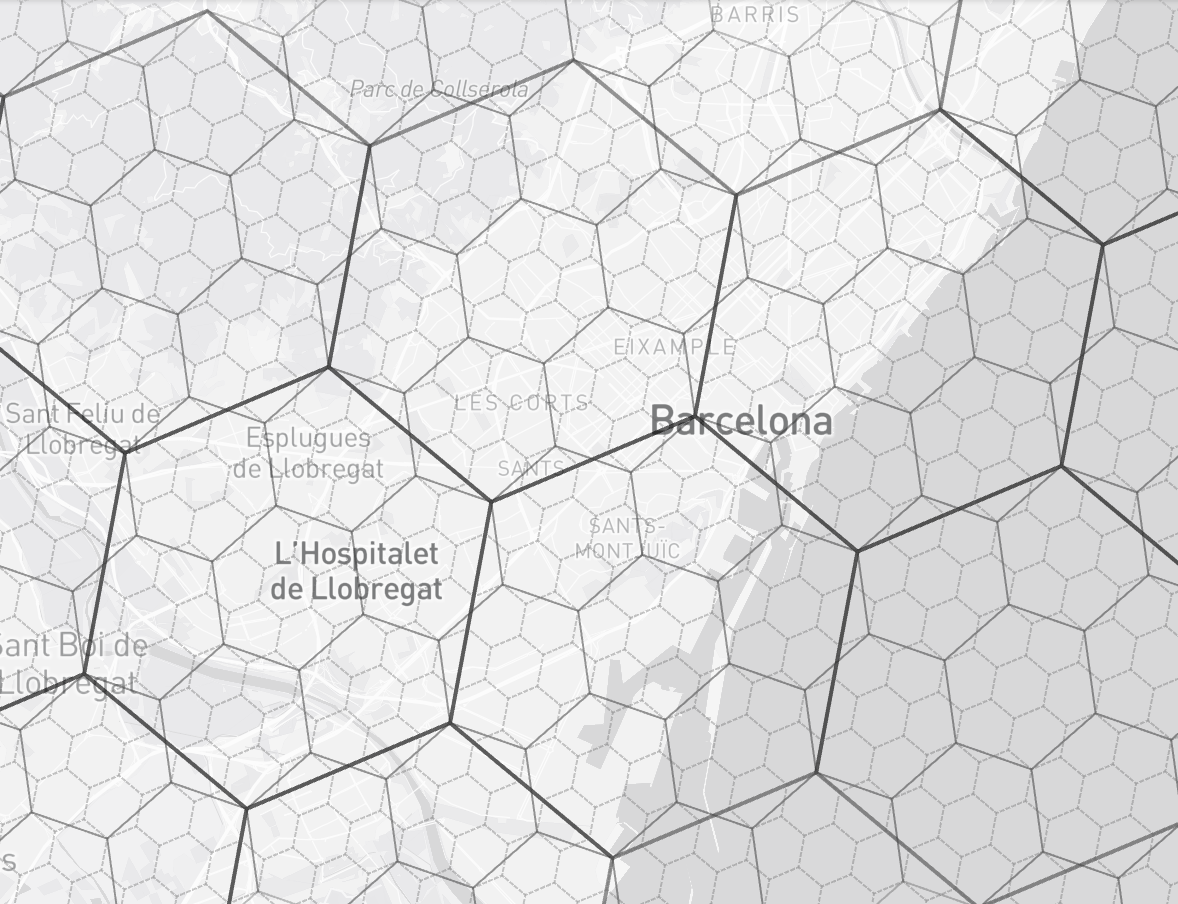 BARRIS
Parc de Collserola
EIXAMPLE
LES CORTS
Barcelona
Sant Feliu de
Llobregat
Esplugues
de Llobregat
SANTS
SANTS-
MONTJUÏC
L'Hospitalet
de Llobregat
Sant Boi de
Llobregat
s